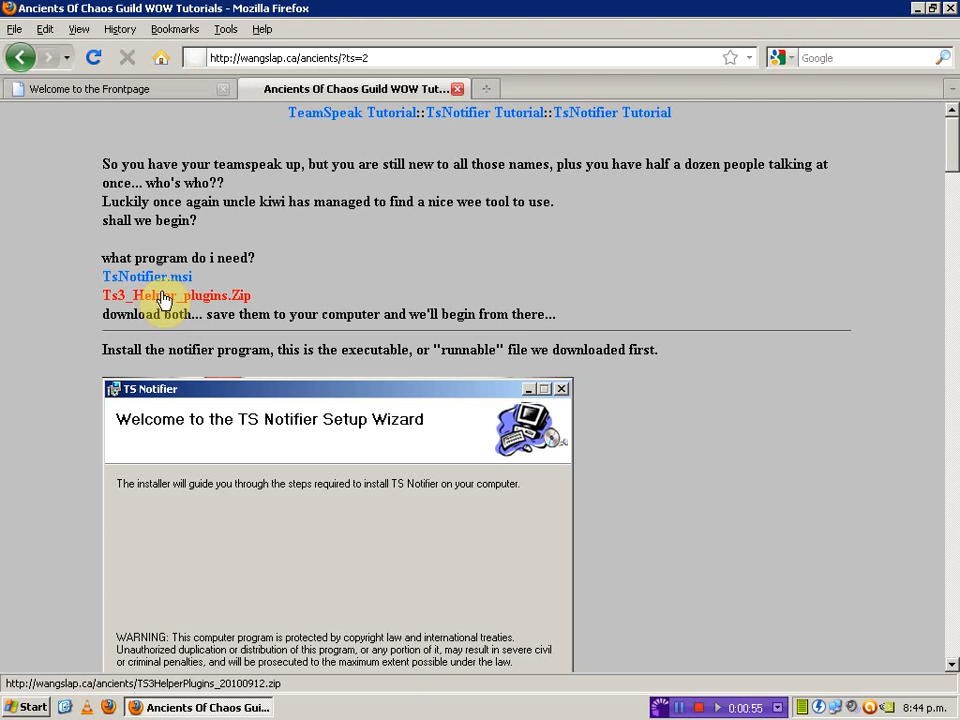 Ancients Of Chaos Guild WOW Tutorials - Mozilla Firefox
File Edit View History Bookmarks Tools Help
http://wangslap.ca/ancients/?ts=2
Google
Welcome to the Frontpage
Ancients Of Chaos Guild WOW Tut...
TeamSpeak Tutorial::TsNotifier Tutorial::TsNotifier Tutorial
So you have your teamspeak up, but you are still new to all those names, plus you have half a dozen people talking at
once... who's who??
Luckily once again uncle kiwi has managed to find a nice wee tool to use.
shall we begin?
what program do i need?
TsNotifier.msi
Ts3_Helper_plugins.Zip
download both... save them to your computer and we'll begin from there...
Install the notifier program, this is the executable, or "runnable" file we downloaded first.
TS Notifier
Welcome to the TS Notifier Setup Wizard
The installer will guide you through the steps required to install TS Notifier on your computer.
WARNING: This computer program is protected by copyright law and international treaties.
Unauthorized duplication or distribution of this program, or any portion of it, may result in severe civil
or criminal penalties, and will be prosecuted to the maximum extent possible under the law.
http://wangslap.ca/ancients/TS3HelperPlugins_20100912.zip
Start
Ancients Of Chaos Gui...
0:00:55
8:44 p.m.